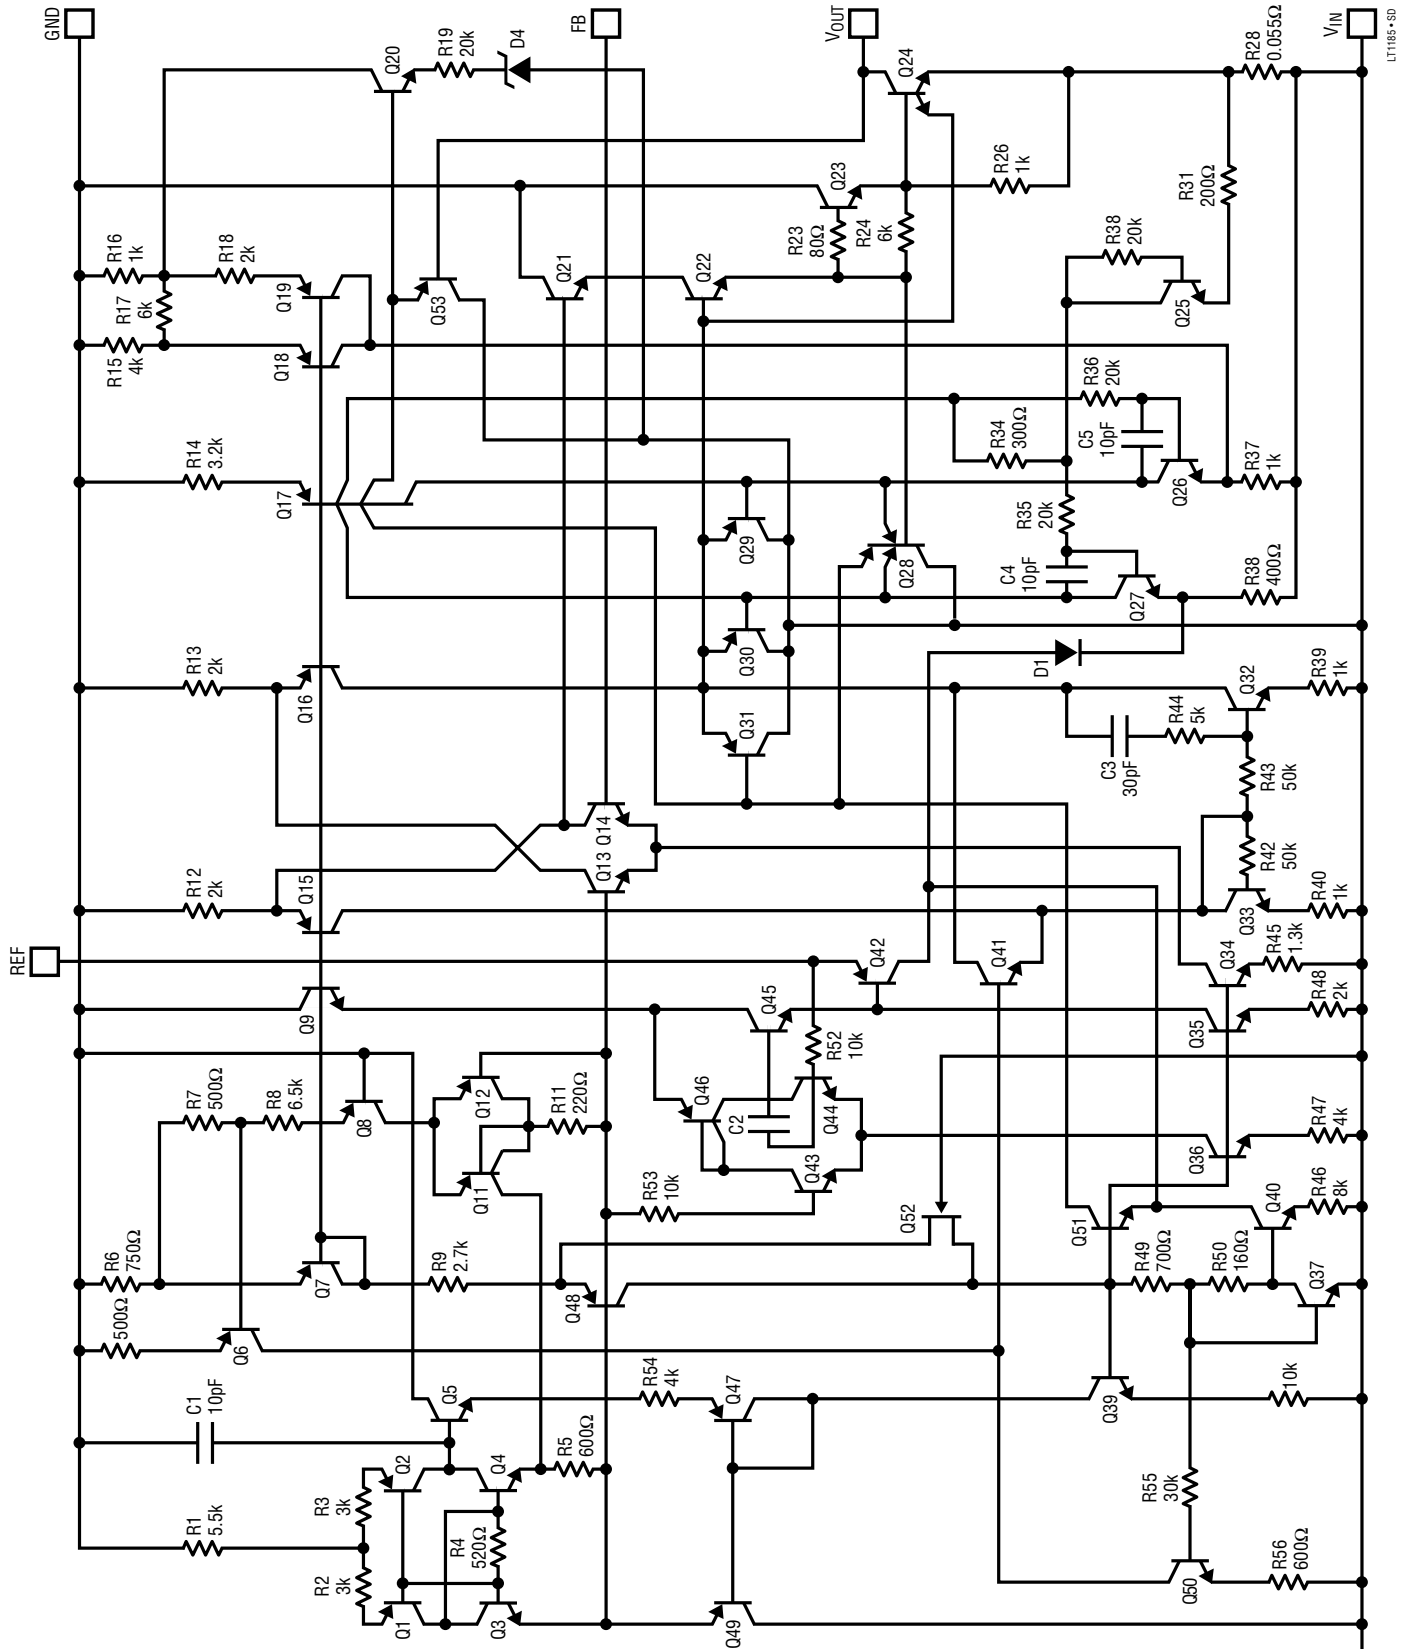 GND
FB
VOUT
VIN
LT1185 • SD
Q20
R19
20k
D4
Q24
R28
0.055Ω
R26
1k
Q23
R23
80Ω
R24
6k
R31
200Ω
R38
20k
Q25
R16
1k
R18
2k
R17
6k
Q19
Q53
Q21
Q22
R15
4k
Q18
R36
20k
R34
300Ω
C5
10pF
R14
3.2k
Q17
Q26
R37
1k
R35
20k
Q29
Q28
C4
10pF
Q27
R38
400Ω
Q30
R13
2k
Q16
D1
Q31
Q32
R39
1k
R44
5k
C3
30pF
R43
50k
Q14
Q13
R42
50k
R12
2k
Q15
Q33
R40
1k
REF
Q42
Q41
Q34
R45
1.3k
Q9
Q45
R52
10k
Q35
R48
2k
R7
500Ω
R8
6.5k
Q8
Q12
R11
220Ω
Q46
C2
Q44
Q43
Q36
R47
4k
Q11
R53
10k
Q52
Q51
Q40
R46
8k
R6
750Ω
Q7
R9
2.7k
Q48
R49
700Ω
R50
160Ω
Q37
500Ω
Q6
C1
10pF
Q5
R54
4k
Q47
Q39
10k
R3
3k
Q2
Q4
R5
600Ω
R1
5.5k
R4
520Ω
R55
30k
R2
3k
Q1
Q3
Q49
Q50
R56
600Ω